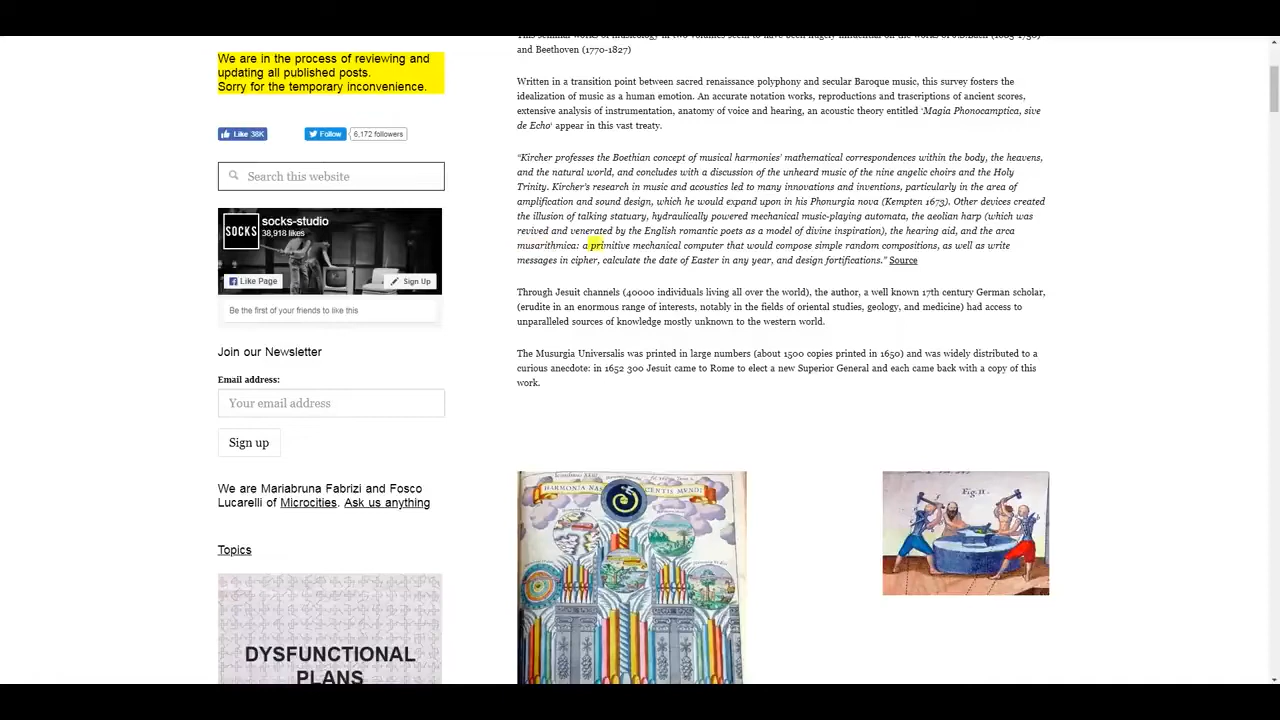 We are in the process of reviewing and
updating all published posts.
Sorry for the temporary inconvenience.
Like 36K
Follow
6,172 followers
Search this website
SOCKS
socks-studio
38,918 likes
Like Page
Sign Up
Be the first of your friends to like this
Join our Newsletter
Email address:
Your email address
Sign up
We are Mariabruna Fabrizi and Fosco
Lucarelli of Microcities. Ask us anything
Topics
DYSFUNCTIONAL
PLANS
and Beethoven (1770-1827)
Written in a transition point between sacred renaissance polyphony and secular Baroque music, this survey fosters the
idealization of music as a human emotion. An accurate notation works, reproductions and trascriptions of ancient scores,
extensive analysis of instrumentation, anatomy of voice and hearing, an acoustic theory entitled ‘Magia Phonocamptica, sive
de Echo‘ appear in this vast treaty.
“Kircher professes the Boethian concept of musical harmonies’ mathematical correspondences within the body, the heavens,
and the natural world, and concludes with a discussion of the unheard music of the nine angelic choirs and the Holy
Trinity. Kircher’s research in music and acoustics led to many innovations and inventions, particularly in the area of
amplification and sound design, which he would expand upon in his Phonurgia nova (Kempten 1673). Other devices created
the illusion of talking statuary, hydraulically powered mechanical music-playing automata, the aeolian harp (which was
revived and venerated by the English romantic poets as a model of divine inspiration), the hearing aid, and the arca
musarithmica: a primitive mechanical computer that would compose simple random compositions, as well as write
messages in cipher, calculate the date of Easter in any year, and design fortifications.” Source
Through Jesuit channels (40000 individuals living all over the world), the author, a well known 17th century German scholar,
(erudite in an enormous range of interests, notably in the fields of oriental studies, geology, and medicine) had access to
unparalleled sources of knowledge mostly unknown to the western world.
The Musurgia Universalis was printed in large numbers (about 1500 copies printed in 1650) and was widely distributed to a
curious anecdote: in 1652 300 Jesuit came to Rome to elect a new Superior General and each came back with a copy of this
work.
HARMONIA NAS CENTIS MUNDI
Fig. II.